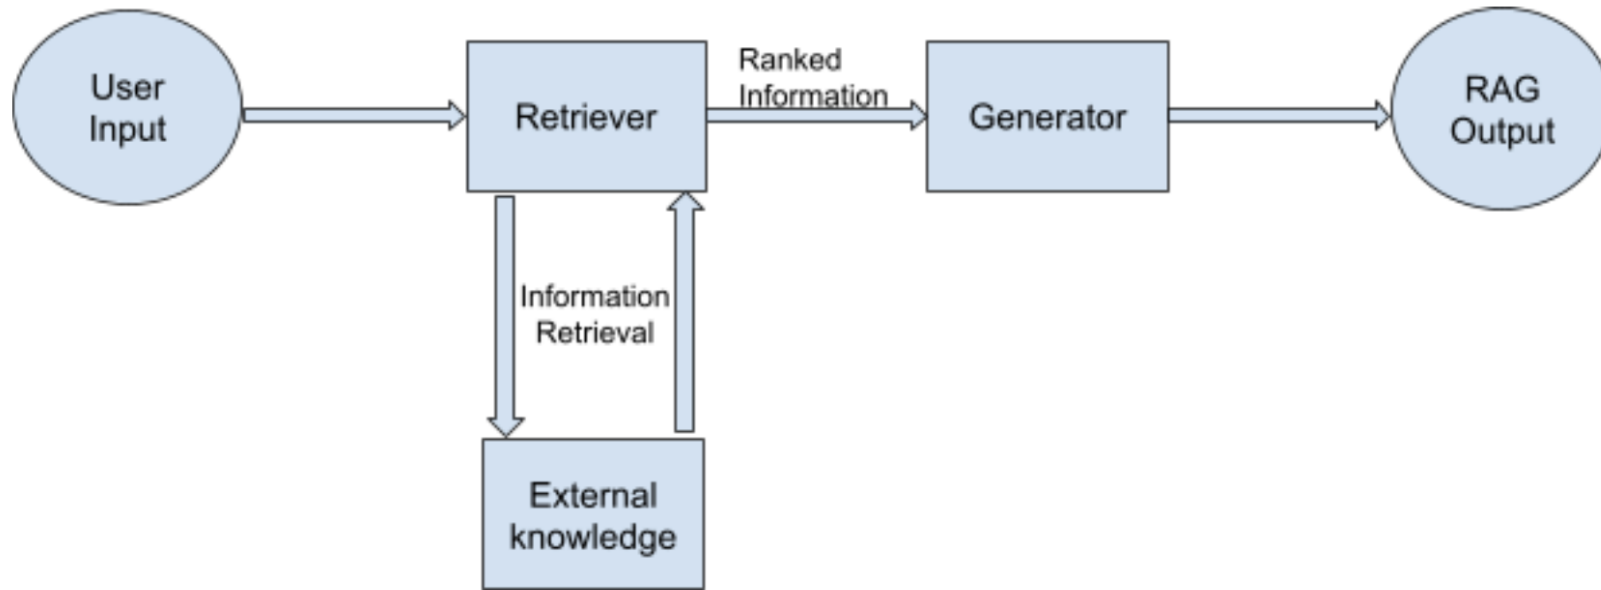 User
Input
Retriever
Ranked
Information
Generator
RAG
Output
Information
Retrieval
External
knowledge